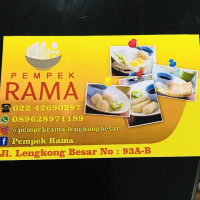 PEMPEK
RAMA
022 42690297
089628971189
@pempekrama.lengkongbesar
Pempek Rama
Jl. Lengkong Besar No : 93A-B